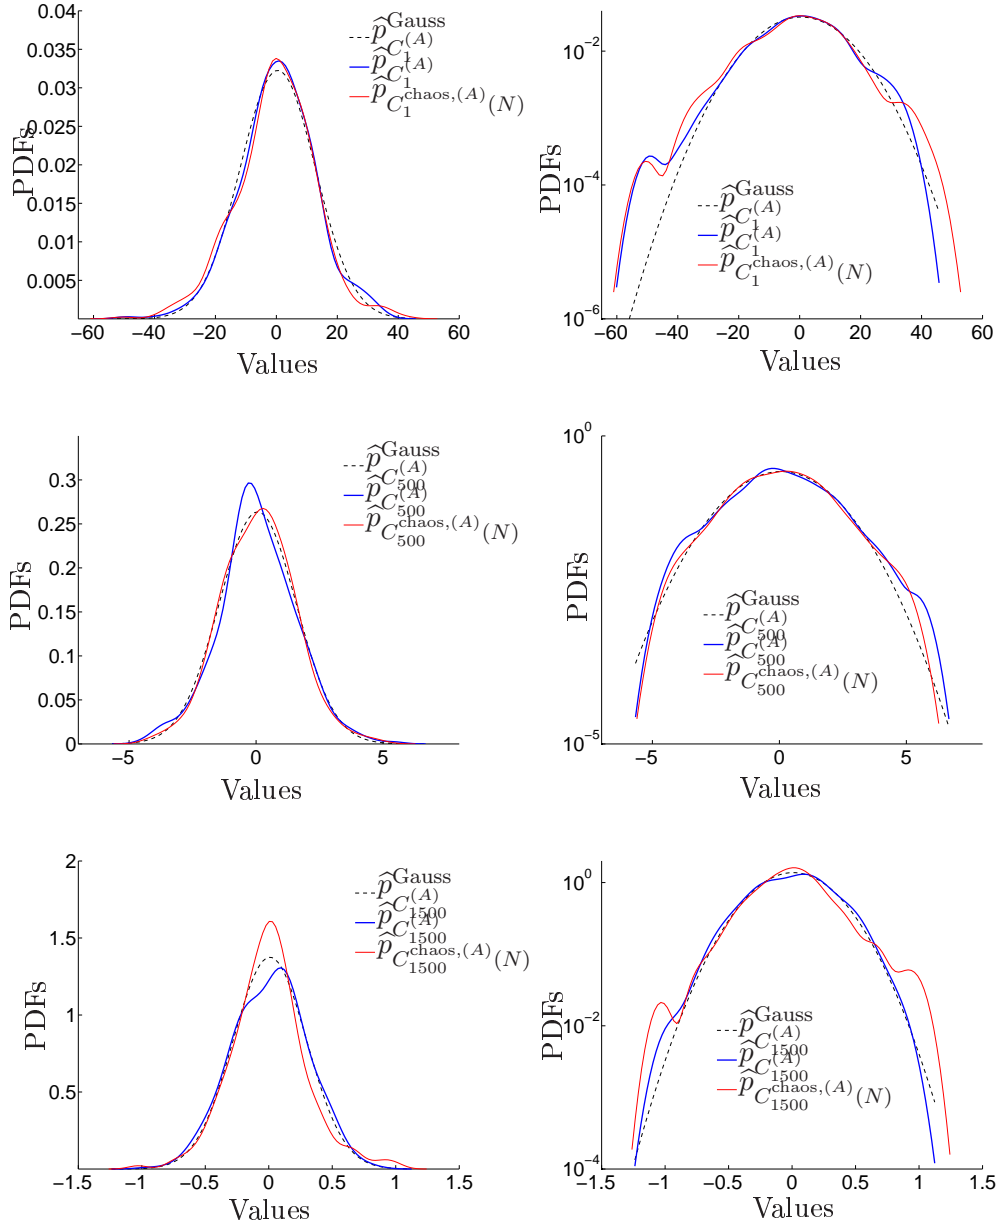 0.04
0.035
0.03
0.025
0.02
0.015
0.01
0.005
−60 −40 −20 0 20 40 60
Values
PDFs
p̂^Gauss_{C_1^{(A)}}
p̂_{C_1^{(A)}}
p̂_{C_1^{chaos,(A)}(N)}
10^−2
10^−4
10^−6
−60 −40 −20 0 20 40 60
Values
PDFs
p̂^Gauss_{C_1^{(A)}}
p̂_{C_1^{(A)}}
p̂_{C_1^{chaos,(A)}(N)}
0.3
0.25
0.2
0.15
0.1
0.05
0
−5 0 5
Values
PDFs
p̂^Gauss_{C_500^{(A)}}
p̂_{C_500^{(A)}}
p̂_{C_500^{chaos,(A)}(N)}
10^0
10^−5
−5 0 5
Values
PDFs
p̂^Gauss_{C_500^{(A)}}
p̂_{C_500^{(A)}}
p̂_{C_500^{chaos,(A)}(N)}
2
1.5
1
0.5
−1.5 −1 −0.5 0 0.5 1 1.5
Values
PDFs
p̂^Gauss_{C_1500^{(A)}}
p̂_{C_1500^{(A)}}
p̂_{C_1500^{chaos,(A)}(N)}
10^0
10^−2
10^−4
−1.5 −1 −0.5 0 0.5 1 1.5
Values
PDFs
p̂^Gauss_{C_1500^{(A)}}
p̂_{C_1500^{(A)}}
p̂_{C_1500^{chaos,(A)}(N)}